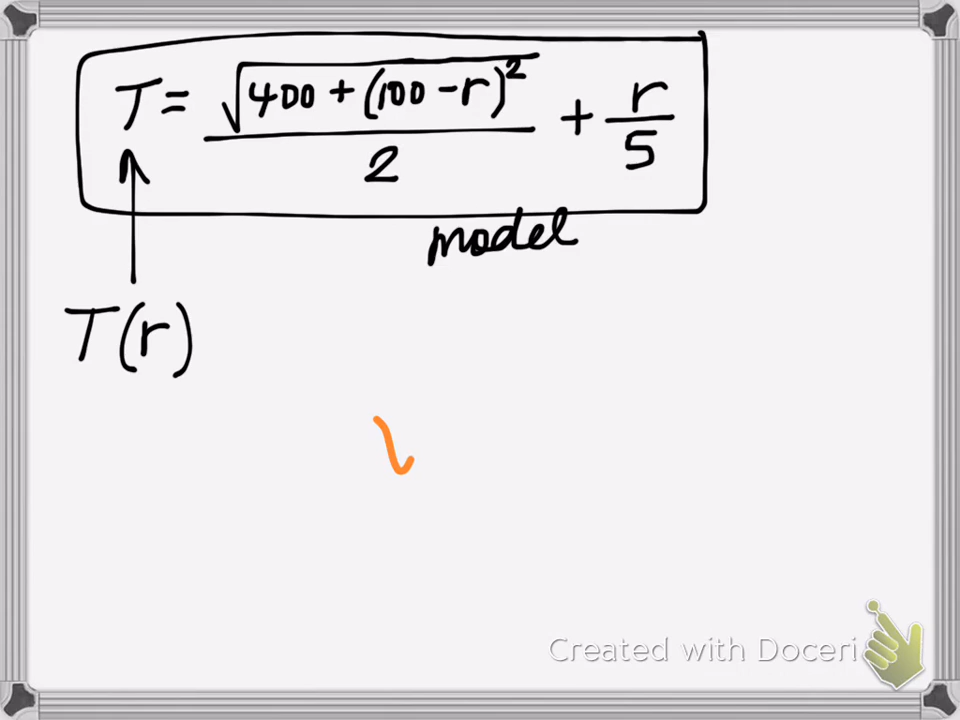 T = √(400 + (100 - r)²) / 2 + r/5
model
T(r)
Created with Doceri